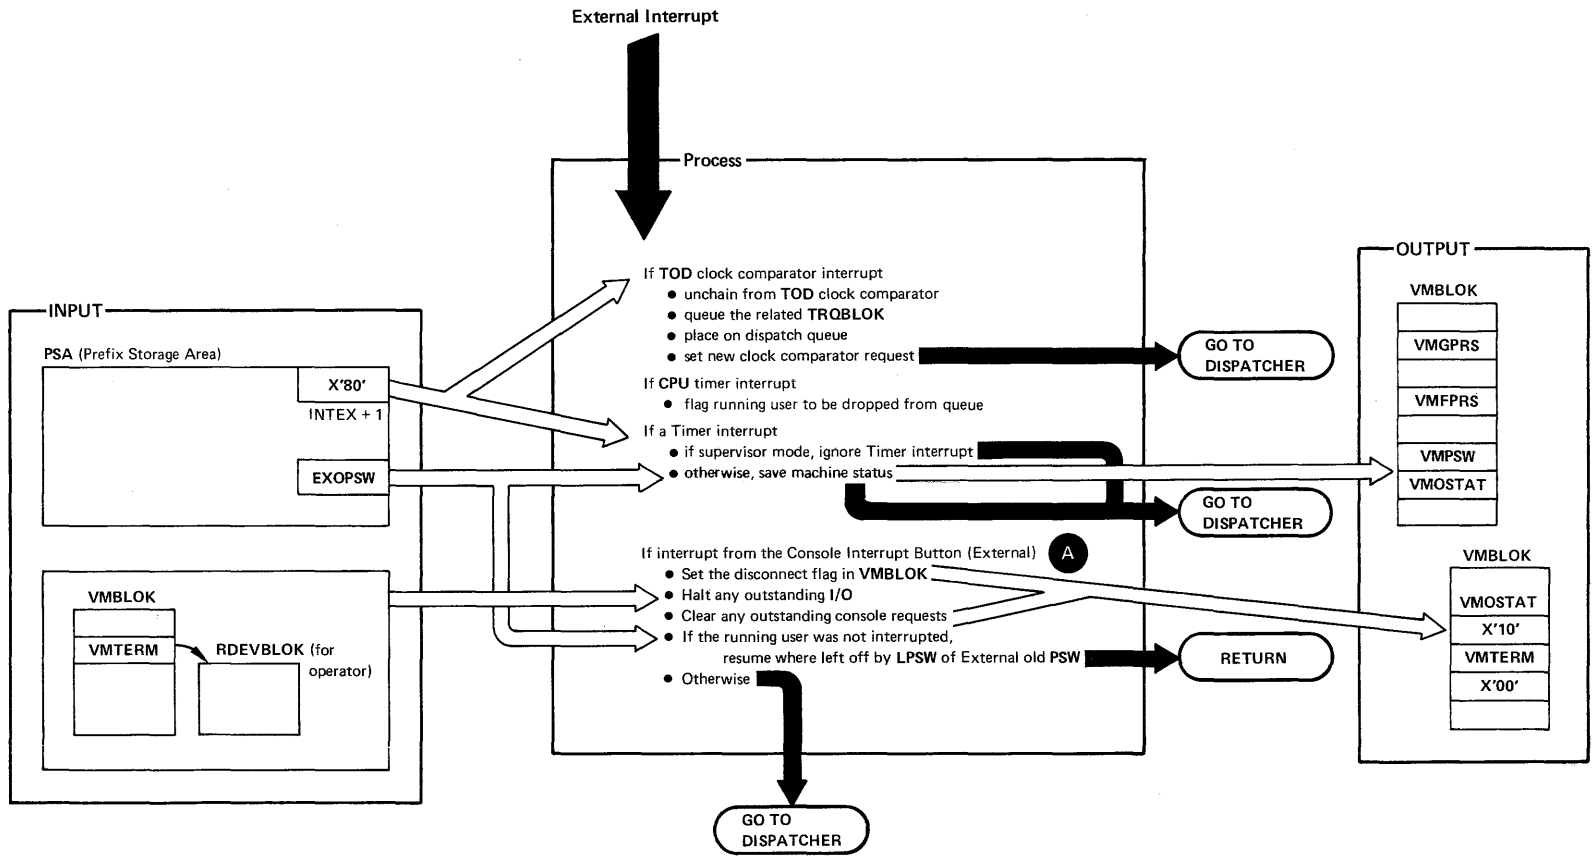 External Interrupt
Process
If TOD clock comparator interrupt
● unchain from TOD clock comparator
● queue the related TRQBLOK
● place on dispatch queue
● set new clock comparator request
GO TO
DISPATCHER
If CPU timer interrupt
● flag running user to be dropped from queue
If a Timer interrupt
● if supervisor mode, ignore Timer interrupt
● otherwise, save machine status
GO TO
DISPATCHER
If interrupt from the Console Interrupt Button (External)
A
● Set the disconnect flag in VMBLOK
● Halt any outstanding I/O
● Clear any outstanding console requests
● If the running user was not interrupted,
resume where left off by LPSW of External old PSW
RETURN
● Otherwise
GO TO
DISPATCHER
INPUT
PSA (Prefix Storage Area)
X'80'
INTEX + 1
EXOPSW
VMBLOK
VMTERM
RDEVBLOK (for
operator)
OUTPUT
VMBLOK
VMGPRS
VMFPRS
VMPSW
VMOSTAT
VMBLOK
VMOSTAT
X'10'
VMTERM
X'00'